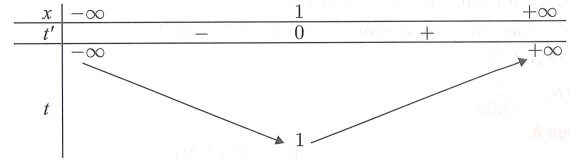 x −∞ 1 +∞
t′ − 0 +
−∞ +∞
t
1